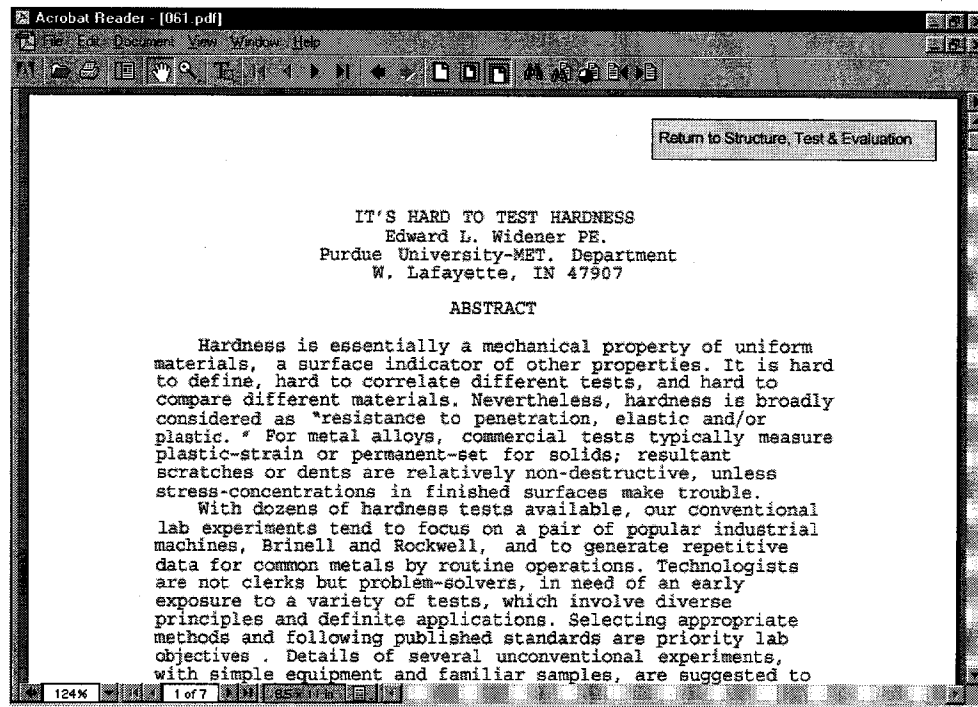 Acrobat Reader - [061.pdf]
File Edit Document View Window Help
Return to Structure, Test & Evaluation
IT'S HARD TO TEST HARDNESS
Edward L. Widener PE.
Purdue University-MET. Department
W. Lafayette, IN 47907
ABSTRACT
Hardness is essentially a mechanical property of uniform
materials, a surface indicator of other properties. It is hard
to define, hard to correlate different tests, and hard to
compare different materials. Nevertheless, hardness is broadly
considered as "resistance to penetration, elastic and/or
plastic. " For metal alloys, commercial tests typically measure
plastic-strain or permanent-set for solids; resultant
scratches or dents are relatively non-destructive, unless
stress-concentrations in finished surfaces make trouble.
With dozens of hardness tests available, our conventional
lab experiments tend to focus on a pair of popular industrial
machines, Brinell and Rockwell, and to generate repetitive
data for common metals by routine operations. Technologists
are not clerks but problem-solvers, in need of an early
exposure to a variety of tests, which involve diverse
principles and definite applications. Selecting appropriate
methods and following published standards are priority lab
objectives . Details of several unconventional experiments,
with simple equipment and familiar samples, are suggested to
124% 1 of 7 8.5 x 11 in